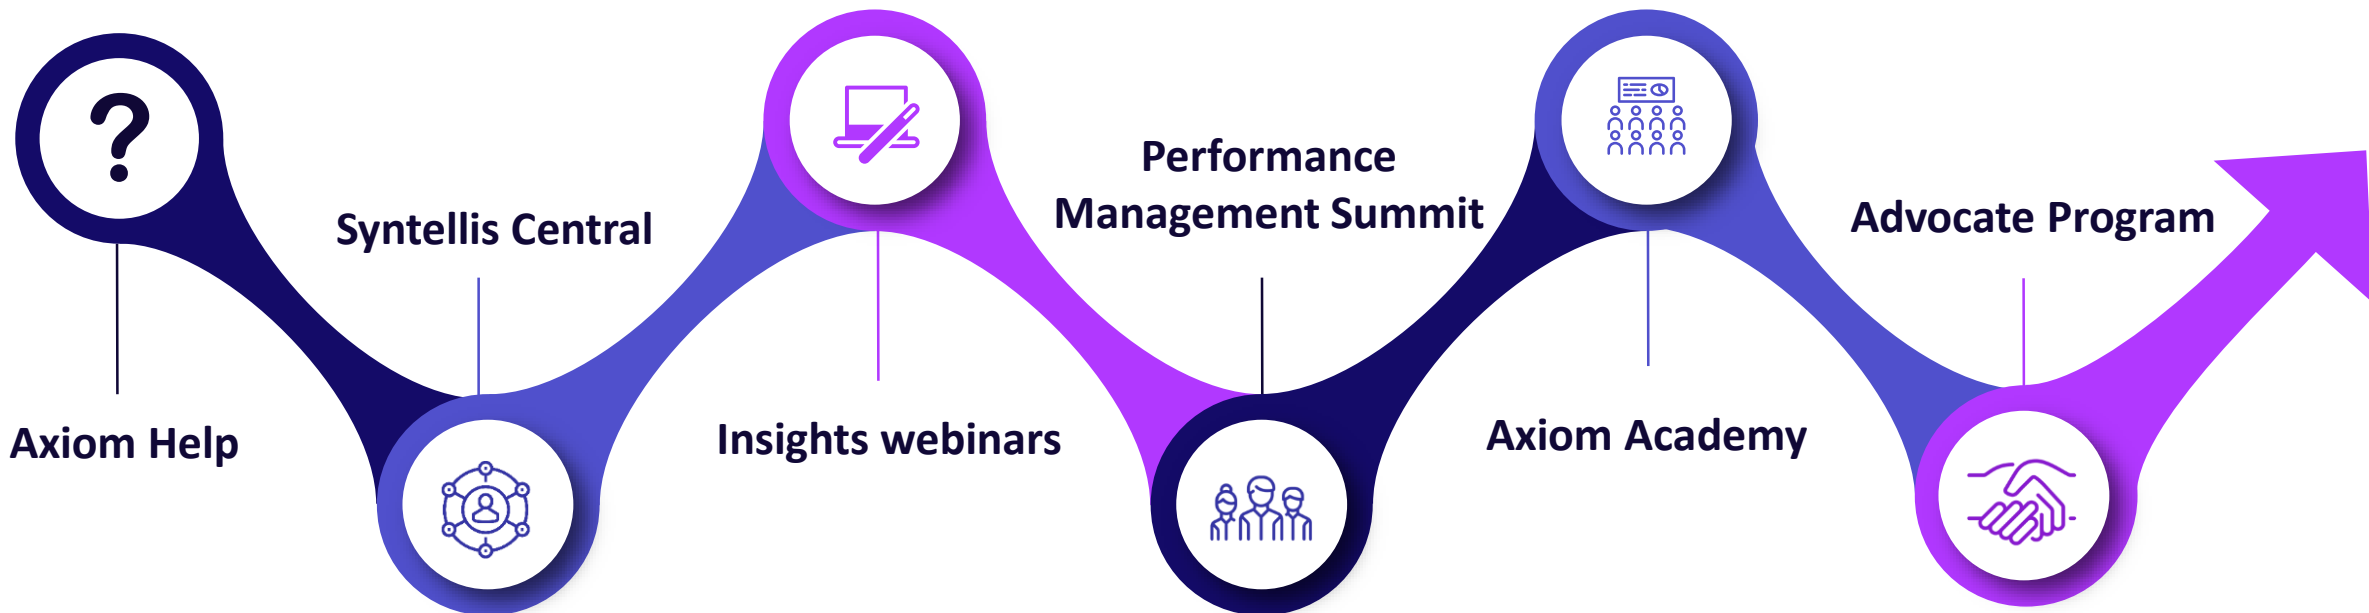 Axiom Help
Syntellis Central
Insights webinars
Performance
Management Summit
Axiom Academy
Advocate Program